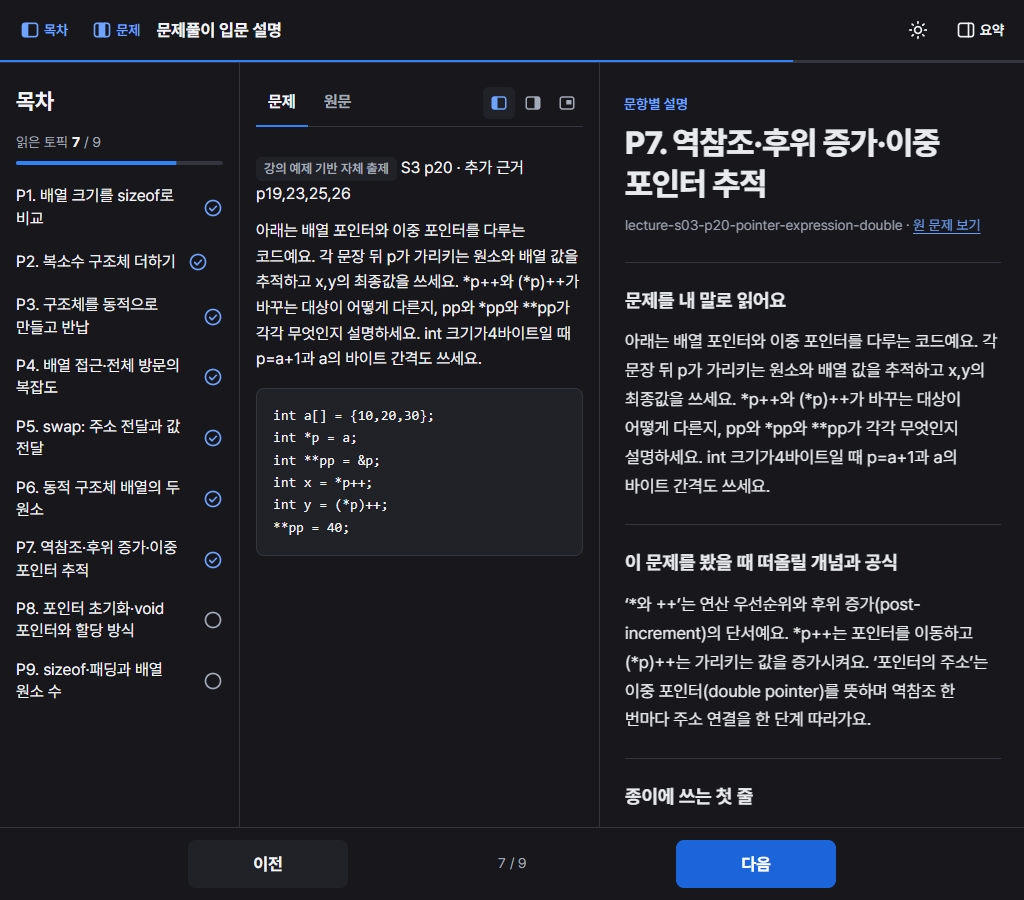 목차
문제
문제풀이 입문 설명
요약
목차
읽은 토픽 7 / 9
P1. 배열 크기를 sizeof로
비교
P2. 복소수 구조체 더하기
P3. 구조체를 동적으로
만들고 반납
P4. 배열 접근·전체 방문의
복잡도
P5. swap: 주소 전달과 값
전달
P6. 동적 구조체 배열의 두
원소
P7. 역참조·후위 증가·이중
포인터 추적
P8. 포인터 초기화·void
포인터와 할당 방식
P9. sizeof·패딩과 배열
원소 수
문제
원문
강의 예제 기반 자체 출제 S3 p20 · 추가 근거
p19,23,25,26
아래는 배열 포인터와 이중 포인터를 다루는
코드예요. 각 문장 뒤 p가 가리키는 원소와 배열 값을
추적하고 x,y의 최종값을 쓰세요. *p++와 (*p)++가
바꾸는 대상이 어떻게 다른지, pp와 *pp와 **pp가
각각 무엇인지 설명하세요. int 크기가4바이트일 때
p=a+1과 a의 바이트 간격도 쓰세요.
int a[] = {10,20,30};
int *p = a;
int **pp = &p;
int x = *p++;
int y = (*p)++;
**pp = 40;
문항별 설명
P7. 역참조·후위 증가·이중
포인터 추적
lecture-s03-p20-pointer-expression-double · 원 문제 보기
문제를 내 말로 읽어요
아래는 배열 포인터와 이중 포인터를 다루는 코드예요. 각
문장 뒤 p가 가리키는 원소와 배열 값을 추적하고 x,y의
최종값을 쓰세요. *p++와 (*p)++가 바꾸는 대상이
어떻게 다른지, pp와 *pp와 **pp가 각각 무엇인지
설명하세요. int 크기가4바이트일 때 p=a+1과 a의
바이트 간격도 쓰세요.
이 문제를 봤을 때 떠올릴 개념과 공식
‘*와 ++’는 연산 우선순위와 후위 증가(post-
increment)의 단서예요. *p++는 포인터를 이동하고
(*p)++는 가리키는 값을 증가시켜요. ‘포인터의 주소’는
이중 포인터(double pointer)를 뜻하며 역참조 한
번마다 주소 연결을 한 단계 따라가요.
종이에 쓰는 첫 줄
이전
7 / 9
다음